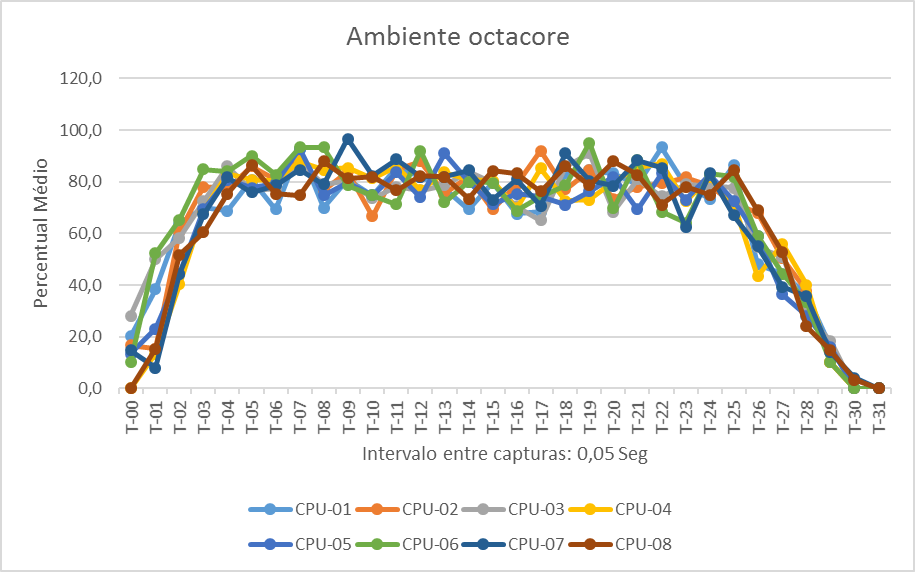 Ambiente octacore
Percentual Médio
120,0
100,0
80,0
60,0
40,0
20,0
0,0
T-00 T-01 T-02 T-03 T-04 T-05 T-06 T-07 T-08 T-09 T-10 T-11 T-12 T-13 T-14 T-15 T-16 T-17 T-18 T-19 T-20 T-21 T-22 T-23 T-24 T-25 T-26 T-27 T-28 T-29 T-30 T-31
Intervalo entre capturas: 0,05 Seg
CPU-01 CPU-02 CPU-03 CPU-04
CPU-05 CPU-06 CPU-07 CPU-08